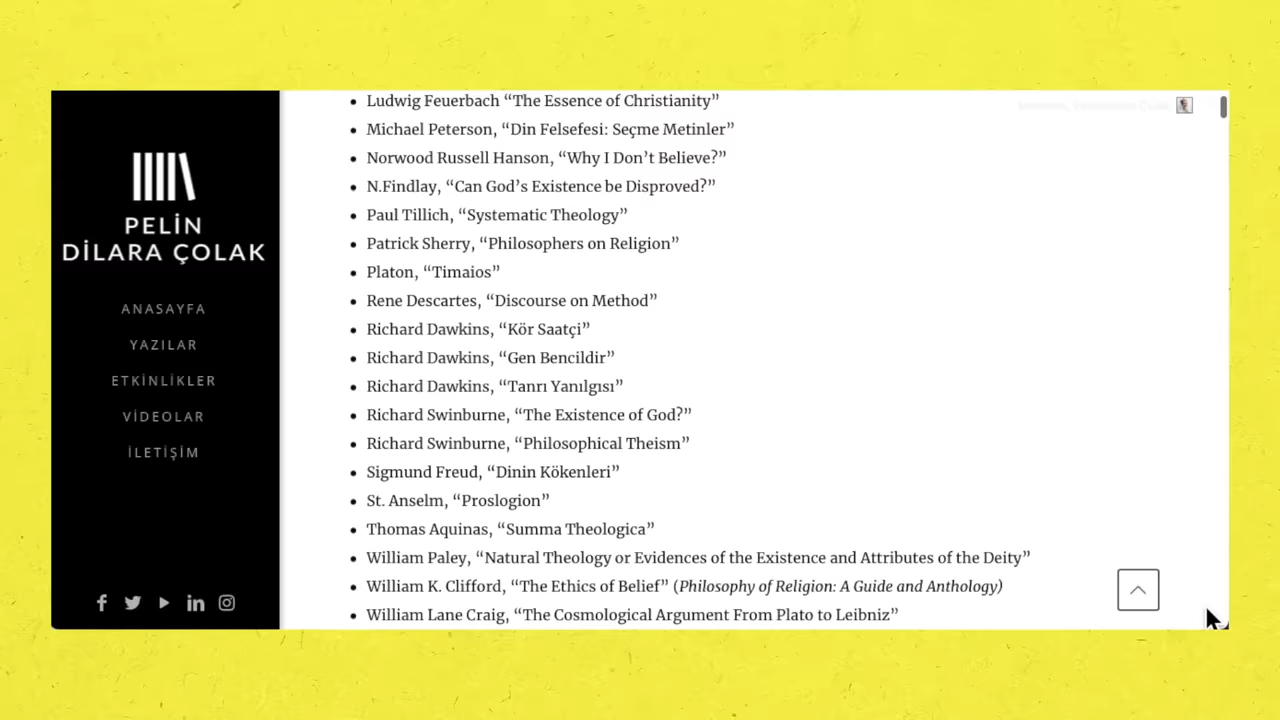 PELİN
DİLARA ÇOLAK
ANASAYFA
YAZILAR
ETKİNLİKLER
VİDEOLAR
İLETİŞİM
• Ludwig Feuerbach “The Essence of Christianity”
• Michael Peterson, “Din Felsefesi: Seçme Metinler”
• Norwood Russell Hanson, “Why I Don’t Believe?”
• N.Findlay, “Can God’s Existence be Disproved?”
• Paul Tillich, “Systematic Theology”
• Patrick Sherry, “Philosophers on Religion”
• Platon, “Timaios”
• Rene Descartes, “Discourse on Method”
• Richard Dawkins, “Kör Saatçi”
• Richard Dawkins, “Gen Bencildir”
• Richard Dawkins, “Tanrı Yanılgısı”
• Richard Swinburne, “The Existence of God?”
• Richard Swinburne, “Philosophical Theism”
• Sigmund Freud, “Dinin Kökenleri”
• St. Anselm, “Proslogion”
• Thomas Aquinas, “Summa Theologica”
• William Paley, “Natural Theology or Evidences of the Existence and Attributes of the Deity”
• William K. Clifford, “The Ethics of Belief” (Philosophy of Religion: A Guide and Anthology)
• William Lane Craig, “The Cosmological Argument From Plato to Leibniz”